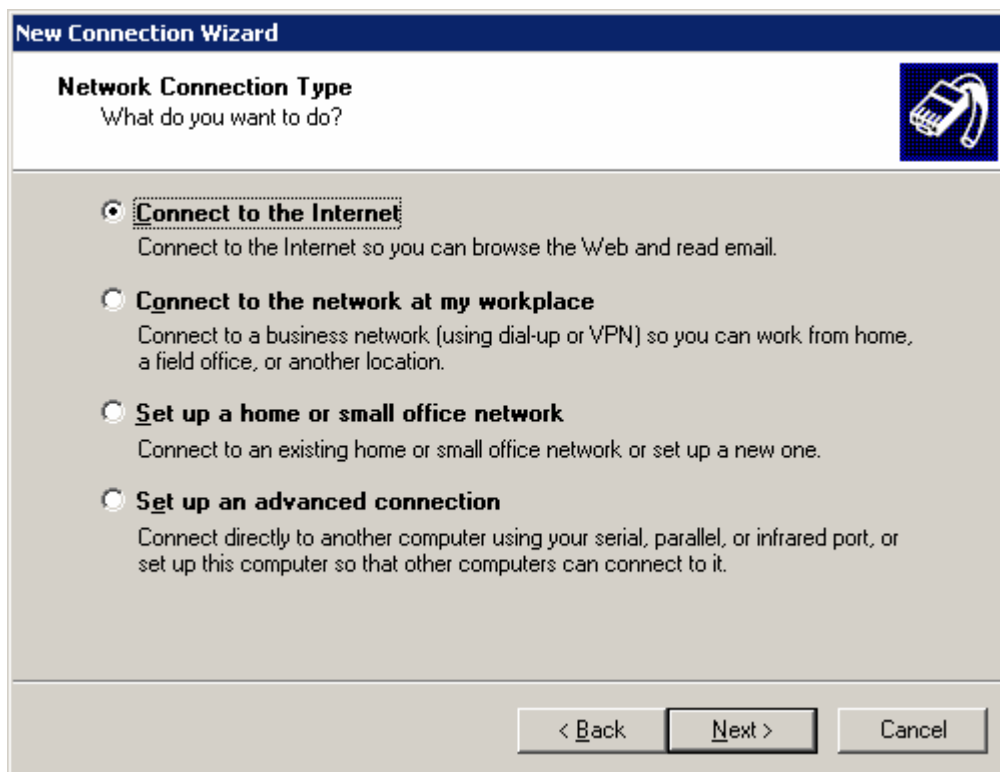 New Connection Wizard
Network Connection Type
What do you want to do?
Connect to the Internet
Connect to the Internet so you can browse the Web and read email.
Connect to the network at my workplace
Connect to a business network (using dial-up or VPN) so you can work from home,
a field office, or another location.
Set up a home or small office network
Connect to an existing home or small office network or set up a new one.
Set up an advanced connection
Connect directly to another computer using your serial, parallel, or infrared port, or
set up this computer so that other computers can connect to it.
< Back Next > Cancel